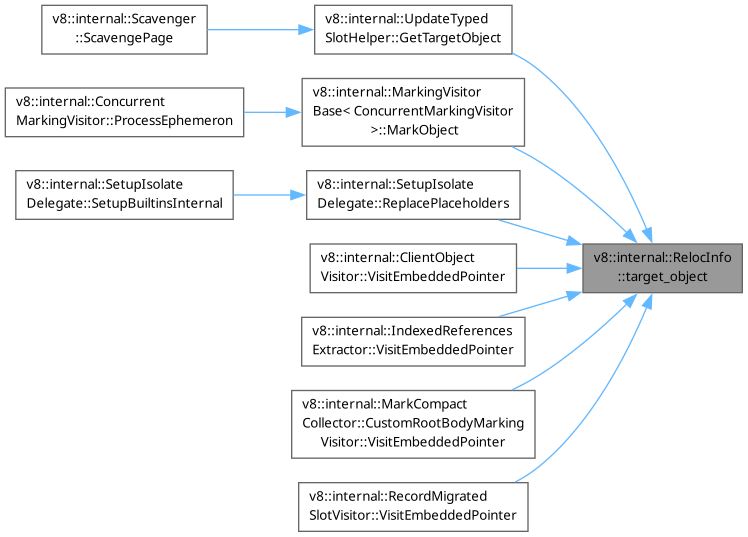 v8::internal::Scavenger
::ScavengePage
v8::internal::UpdateTyped
SlotHelper::GetTargetObject
v8::internal::Concurrent
MarkingVisitor::ProcessEphemeron
v8::internal::MarkingVisitor
Base< ConcurrentMarkingVisitor
>::MarkObject
v8::internal::SetupIsolate
Delegate::SetupBuiltinsInternal
v8::internal::SetupIsolate
Delegate::ReplacePlaceholders
v8::internal::ClientObject
Visitor::VisitEmbeddedPointer
v8::internal::RelocInfo
::target_object
v8::internal::IndexedReferences
Extractor::VisitEmbeddedPointer
v8::internal::MarkCompact
Collector::CustomRootBodyMarking
Visitor::VisitEmbeddedPointer
v8::internal::RecordMigrated
SlotVisitor::VisitEmbeddedPointer